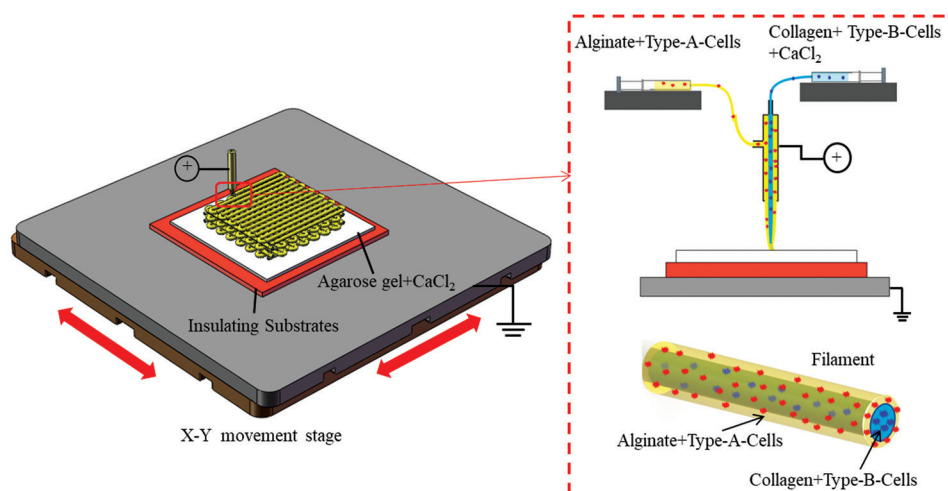 +
Agarose gel+CaCl₂
Insulating Substrates
X-Y movement stage
Alginate+Type-A-Cells
Collagen+ Type-B-Cells
+CaCl₂
+
Filament
Alginate+Type-A-Cells
Collagen+Type-B-Cells